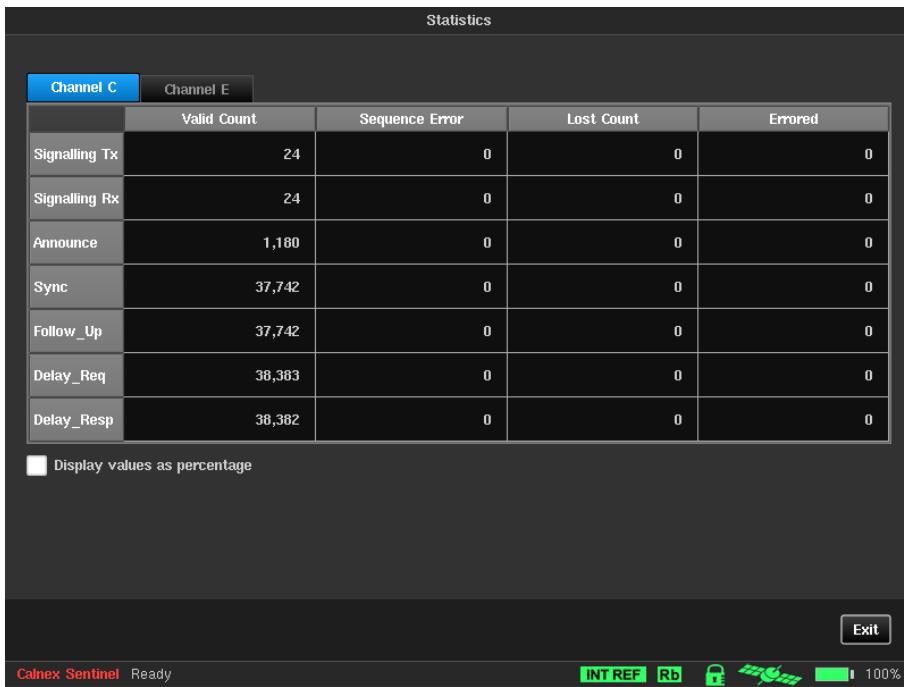 Statistics
Channel C Channel E
Valid Count Sequence Error Lost Count Errored
Signalling Tx 24 0 0 0
Signalling Rx 24 0 0 0
Announce 1,180 0 0 0
Sync 37,742 0 0 0
Follow_Up 37,742 0 0 0
Delay_Req 38,383 0 0 0
Delay_Resp 38,382 0 0 0
Display values as percentage
Exit
Calnex Sentinel Ready INT REF Rb 100%